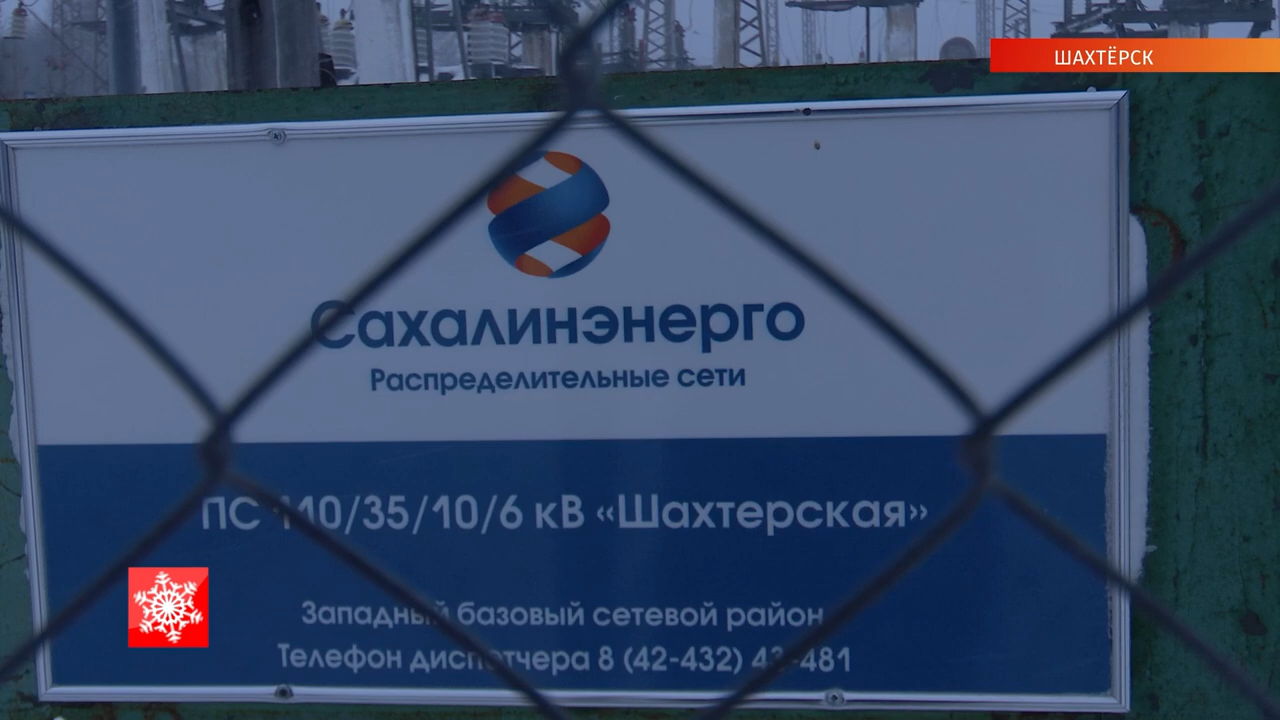 ШАХТЁРСК
Сахалинэнерго
Распределительные сети
ПС 110/35/10/6 кВ «Шахтерская»
Западный базовый сетевой район
Телефон диспетчера 8 (42-432) 43-481